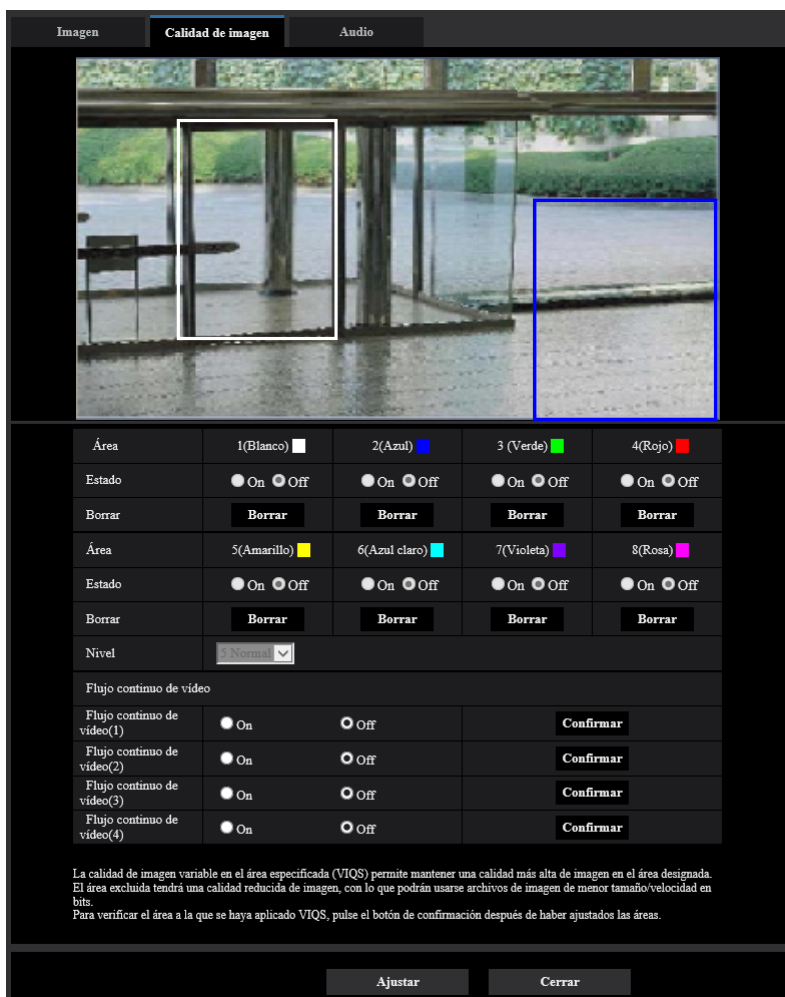 Imagen Calidad de imagen Audio
Área 1(Blanco) 2(Azul) 3 (Verde) 4(Rojo)
Estado On Off On Off On Off On Off
Borrar Borrar Borrar Borrar Borrar
Área 5(Amarillo) 6(Azul claro) 7(Violeta) 8(Rosa)
Estado On Off On Off On Off On Off
Borrar Borrar Borrar Borrar Borrar
Nivel 5 Normal
Flujo continuo de vídeo
Flujo continuo de
vídeo(1) On Off Confirmar
Flujo continuo de
vídeo(2) On Off Confirmar
Flujo continuo de
vídeo(3) On Off Confirmar
Flujo continuo de
vídeo(4) On Off Confirmar
La calidad de imagen variable en el área especificada (VIQS) permite mantener una calidad más alta de imagen en el área designada.
El área excluida tendrá una calidad reducida de imagen, con lo que podrán usarse archivos de imagen de menor tamaño/velocidad en
bits.
Para verificar el área a la que se haya aplicado VIQS, pulse el botón de confirmación después de haber ajustados las áreas.
Ajustar Cerrar